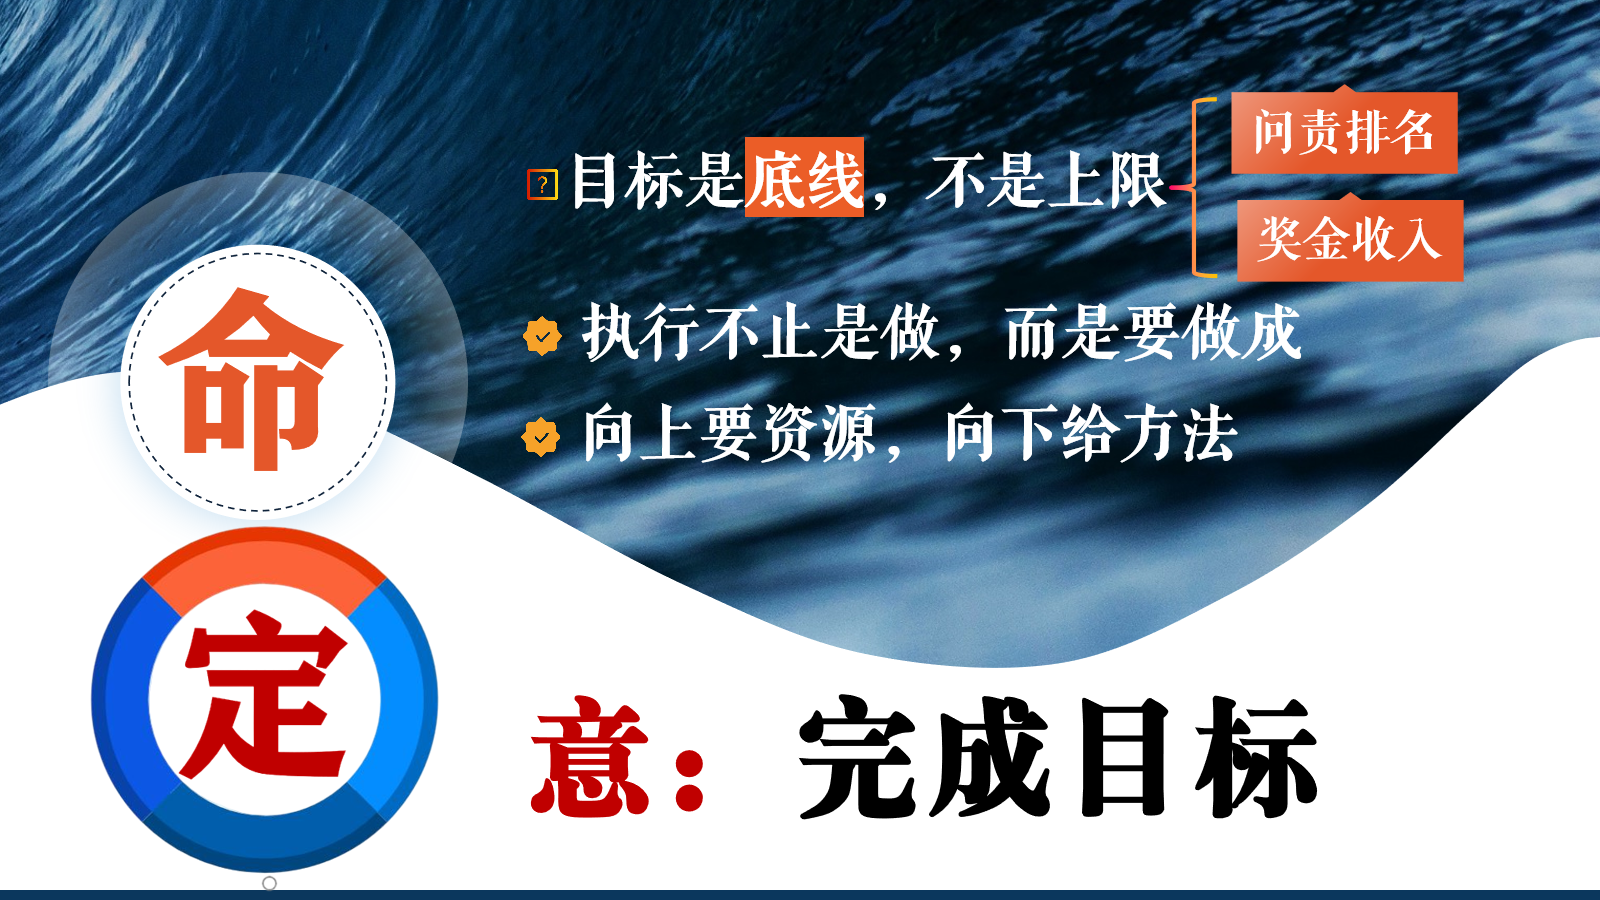 问责排名
目标是底线，不是上限
奖金收入
执行不止是做，而是要做成
向上要资源，向下给方法
命
定
意：完成目标